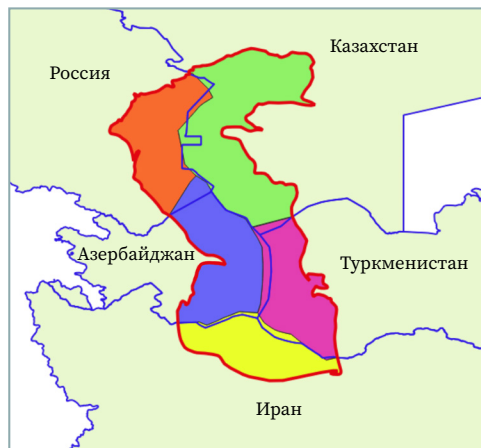 Казахстан
Россия
Азербайджан
Туркменистан
Иран